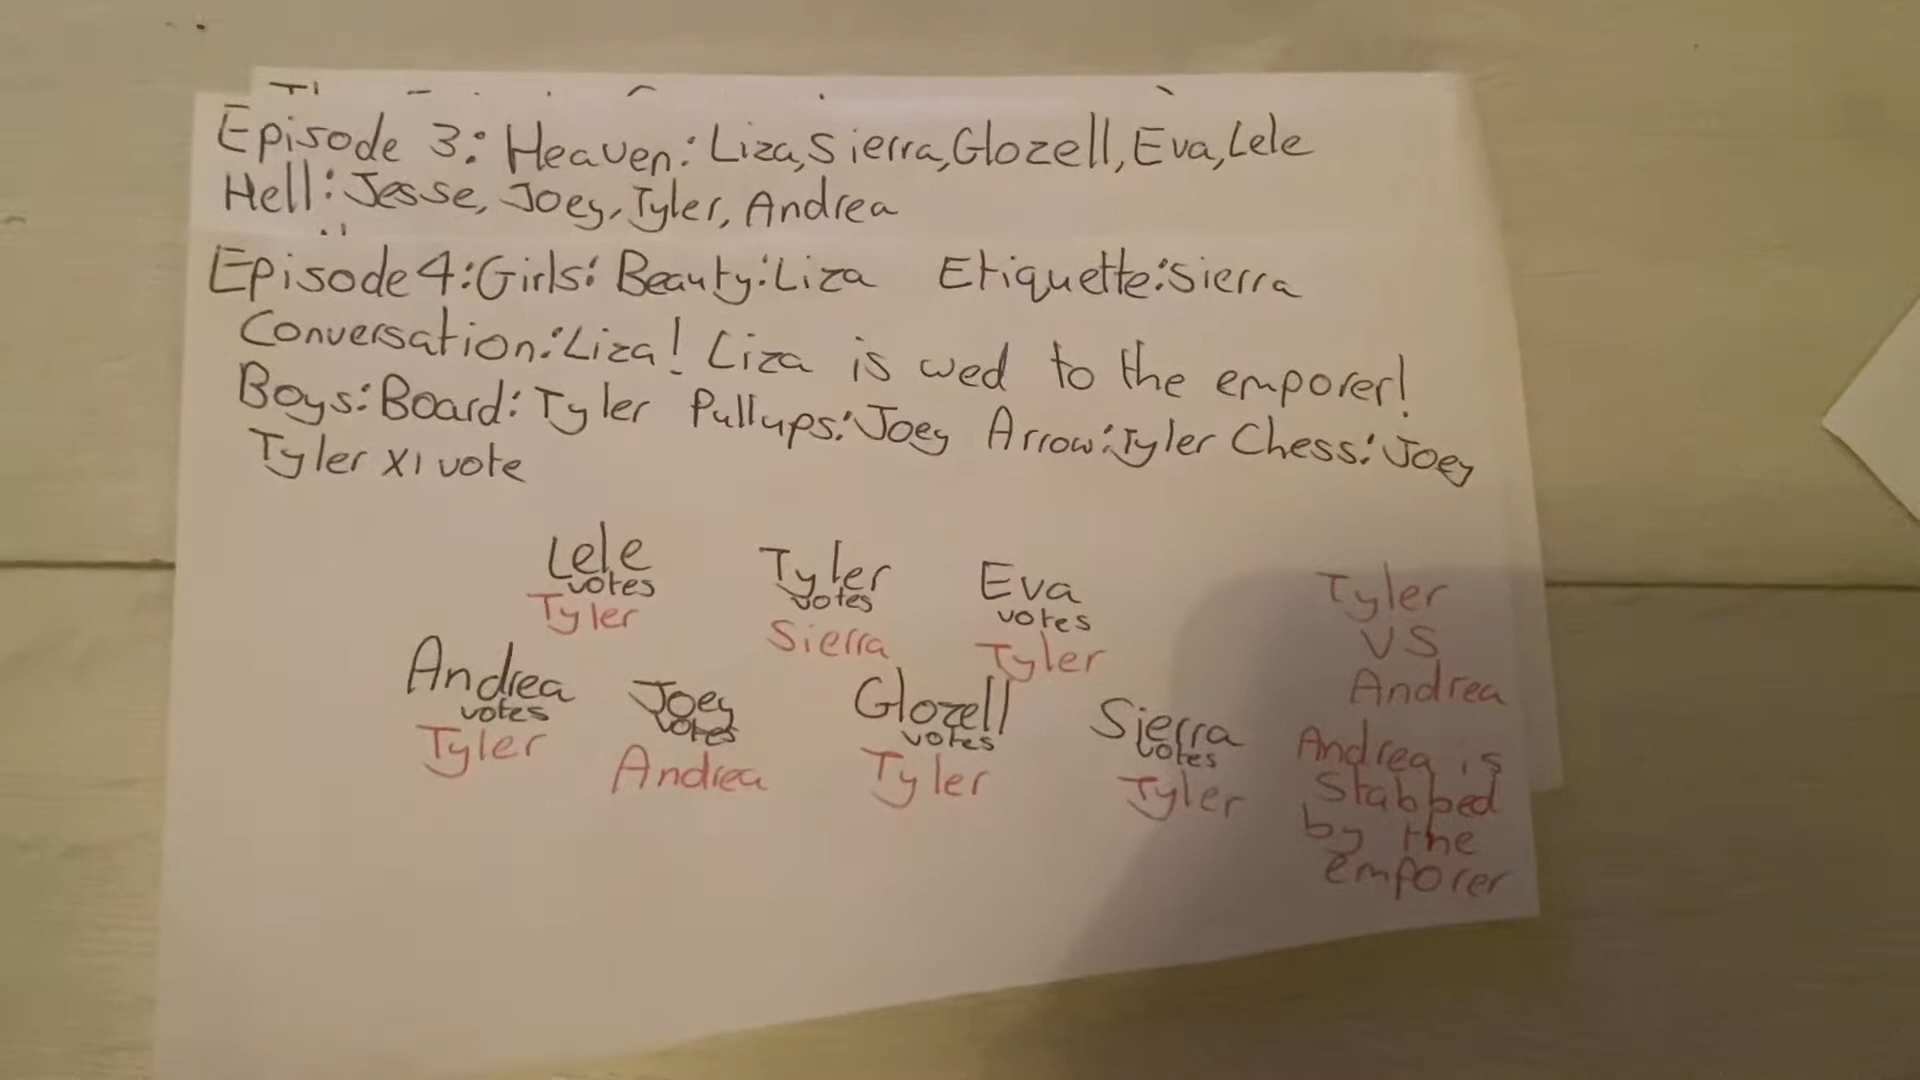 Episode 3: Heaven: Liza, Sierra, Glozell, Eva, Lele
Hell: Jesse, Joey, Tyler, Andrea
Episode 4: Girls: Beauty: Liza Etiquette: Sierra
Conversation: Liza! Liza is wed to the emporer!
Boys: Board: Tyler Pullups: Joey Arrow: Tyler Chess: Joey
Tyler X1 vote
Lele
votes
Tyler
Tyler
votes
Sierra
Eva
votes
Tyler
Andrea
votes
Tyler
Joey
votes
Andrea
Glozell
votes
Tyler
Sierra
votes
Tyler
Tyler
VS
Andrea
Andrea is
Stabbed
by the
emporer